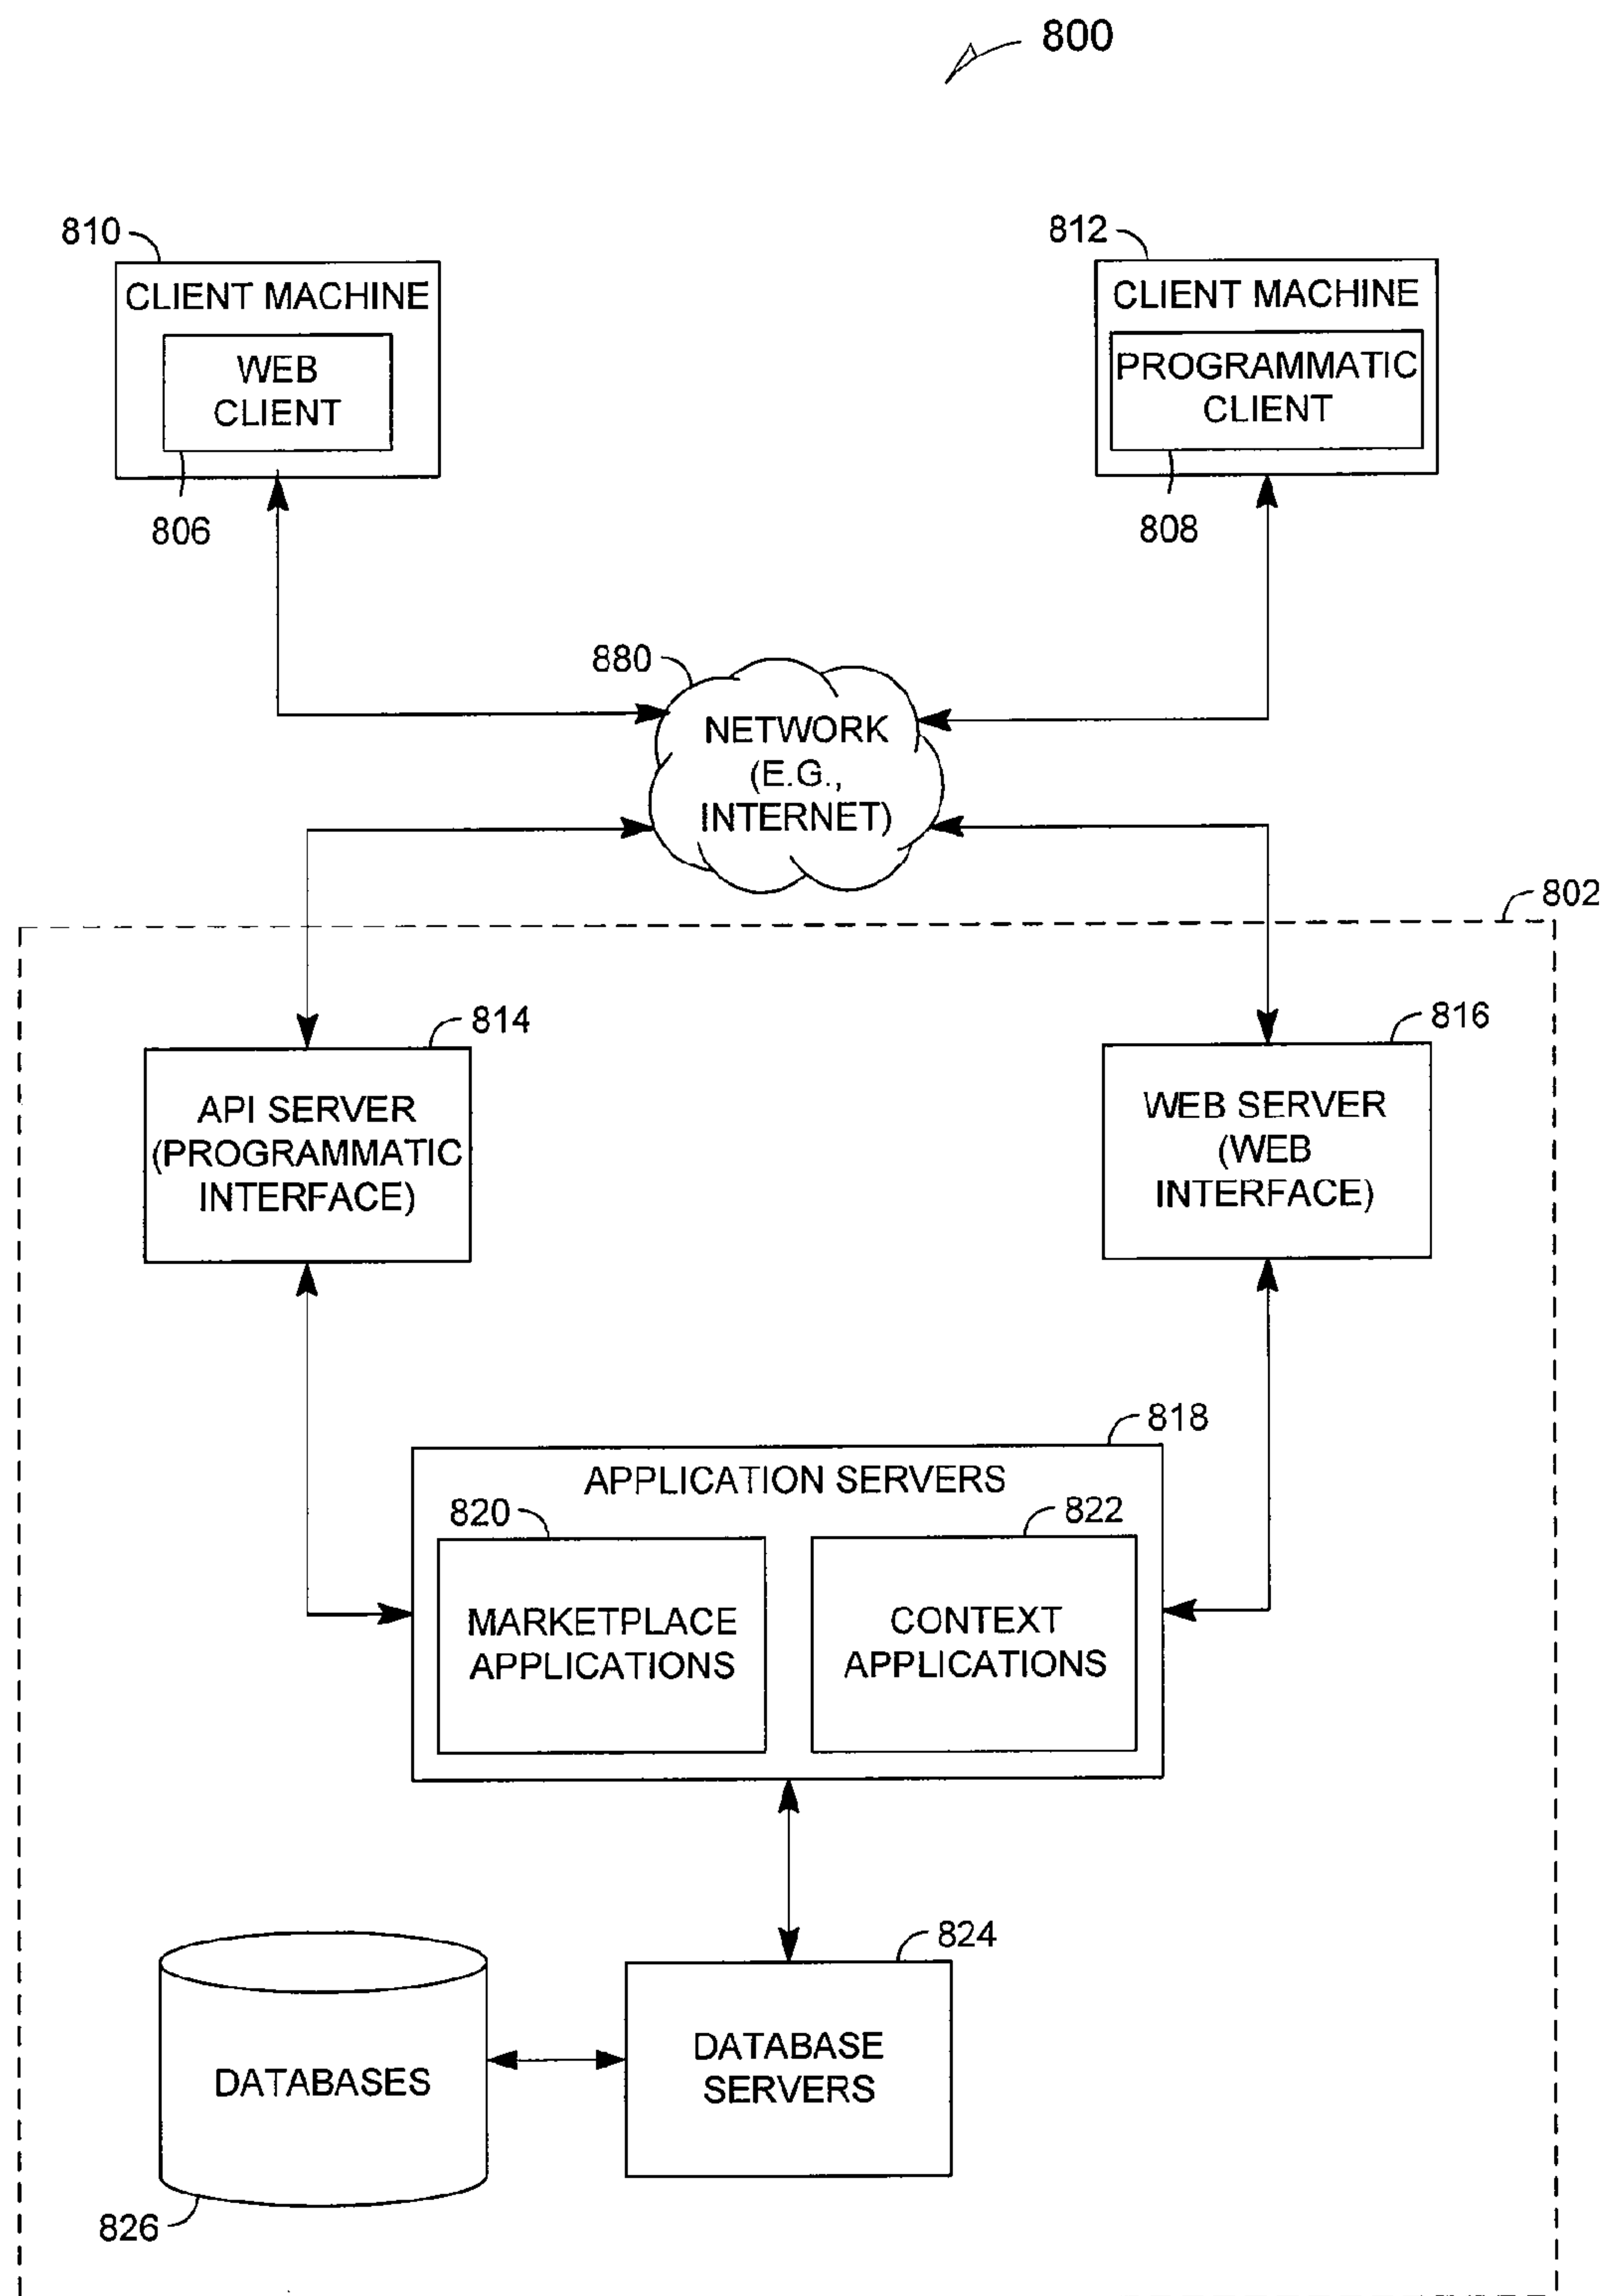 800
810
812
CLIENT MACHINE
WEB
CLIENT
806
CLIENT MACHINE
PROGRAMMATIC
CLIENT
808
880
NETWORK
(E.G.,
INTERNET)
802
814
API SERVER
(PROGRAMMATIC
INTERFACE)
816
WEB SERVER
(WEB
INTERFACE)
818
APPLICATION SERVERS
820
MARKETPLACE
APPLICATIONS
822
CONTEXT
APPLICATIONS
824
DATABASE
SERVERS
DATABASES
826